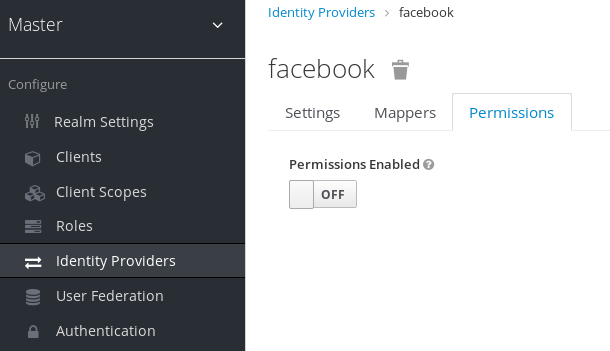 Master
Configure
Realm Settings
Clients
Client Scopes
Roles
Identity Providers
User Federation
Authentication
Identity Providers > facebook
facebook
Settings Mappers Permissions
Permissions Enabled ?
OFF